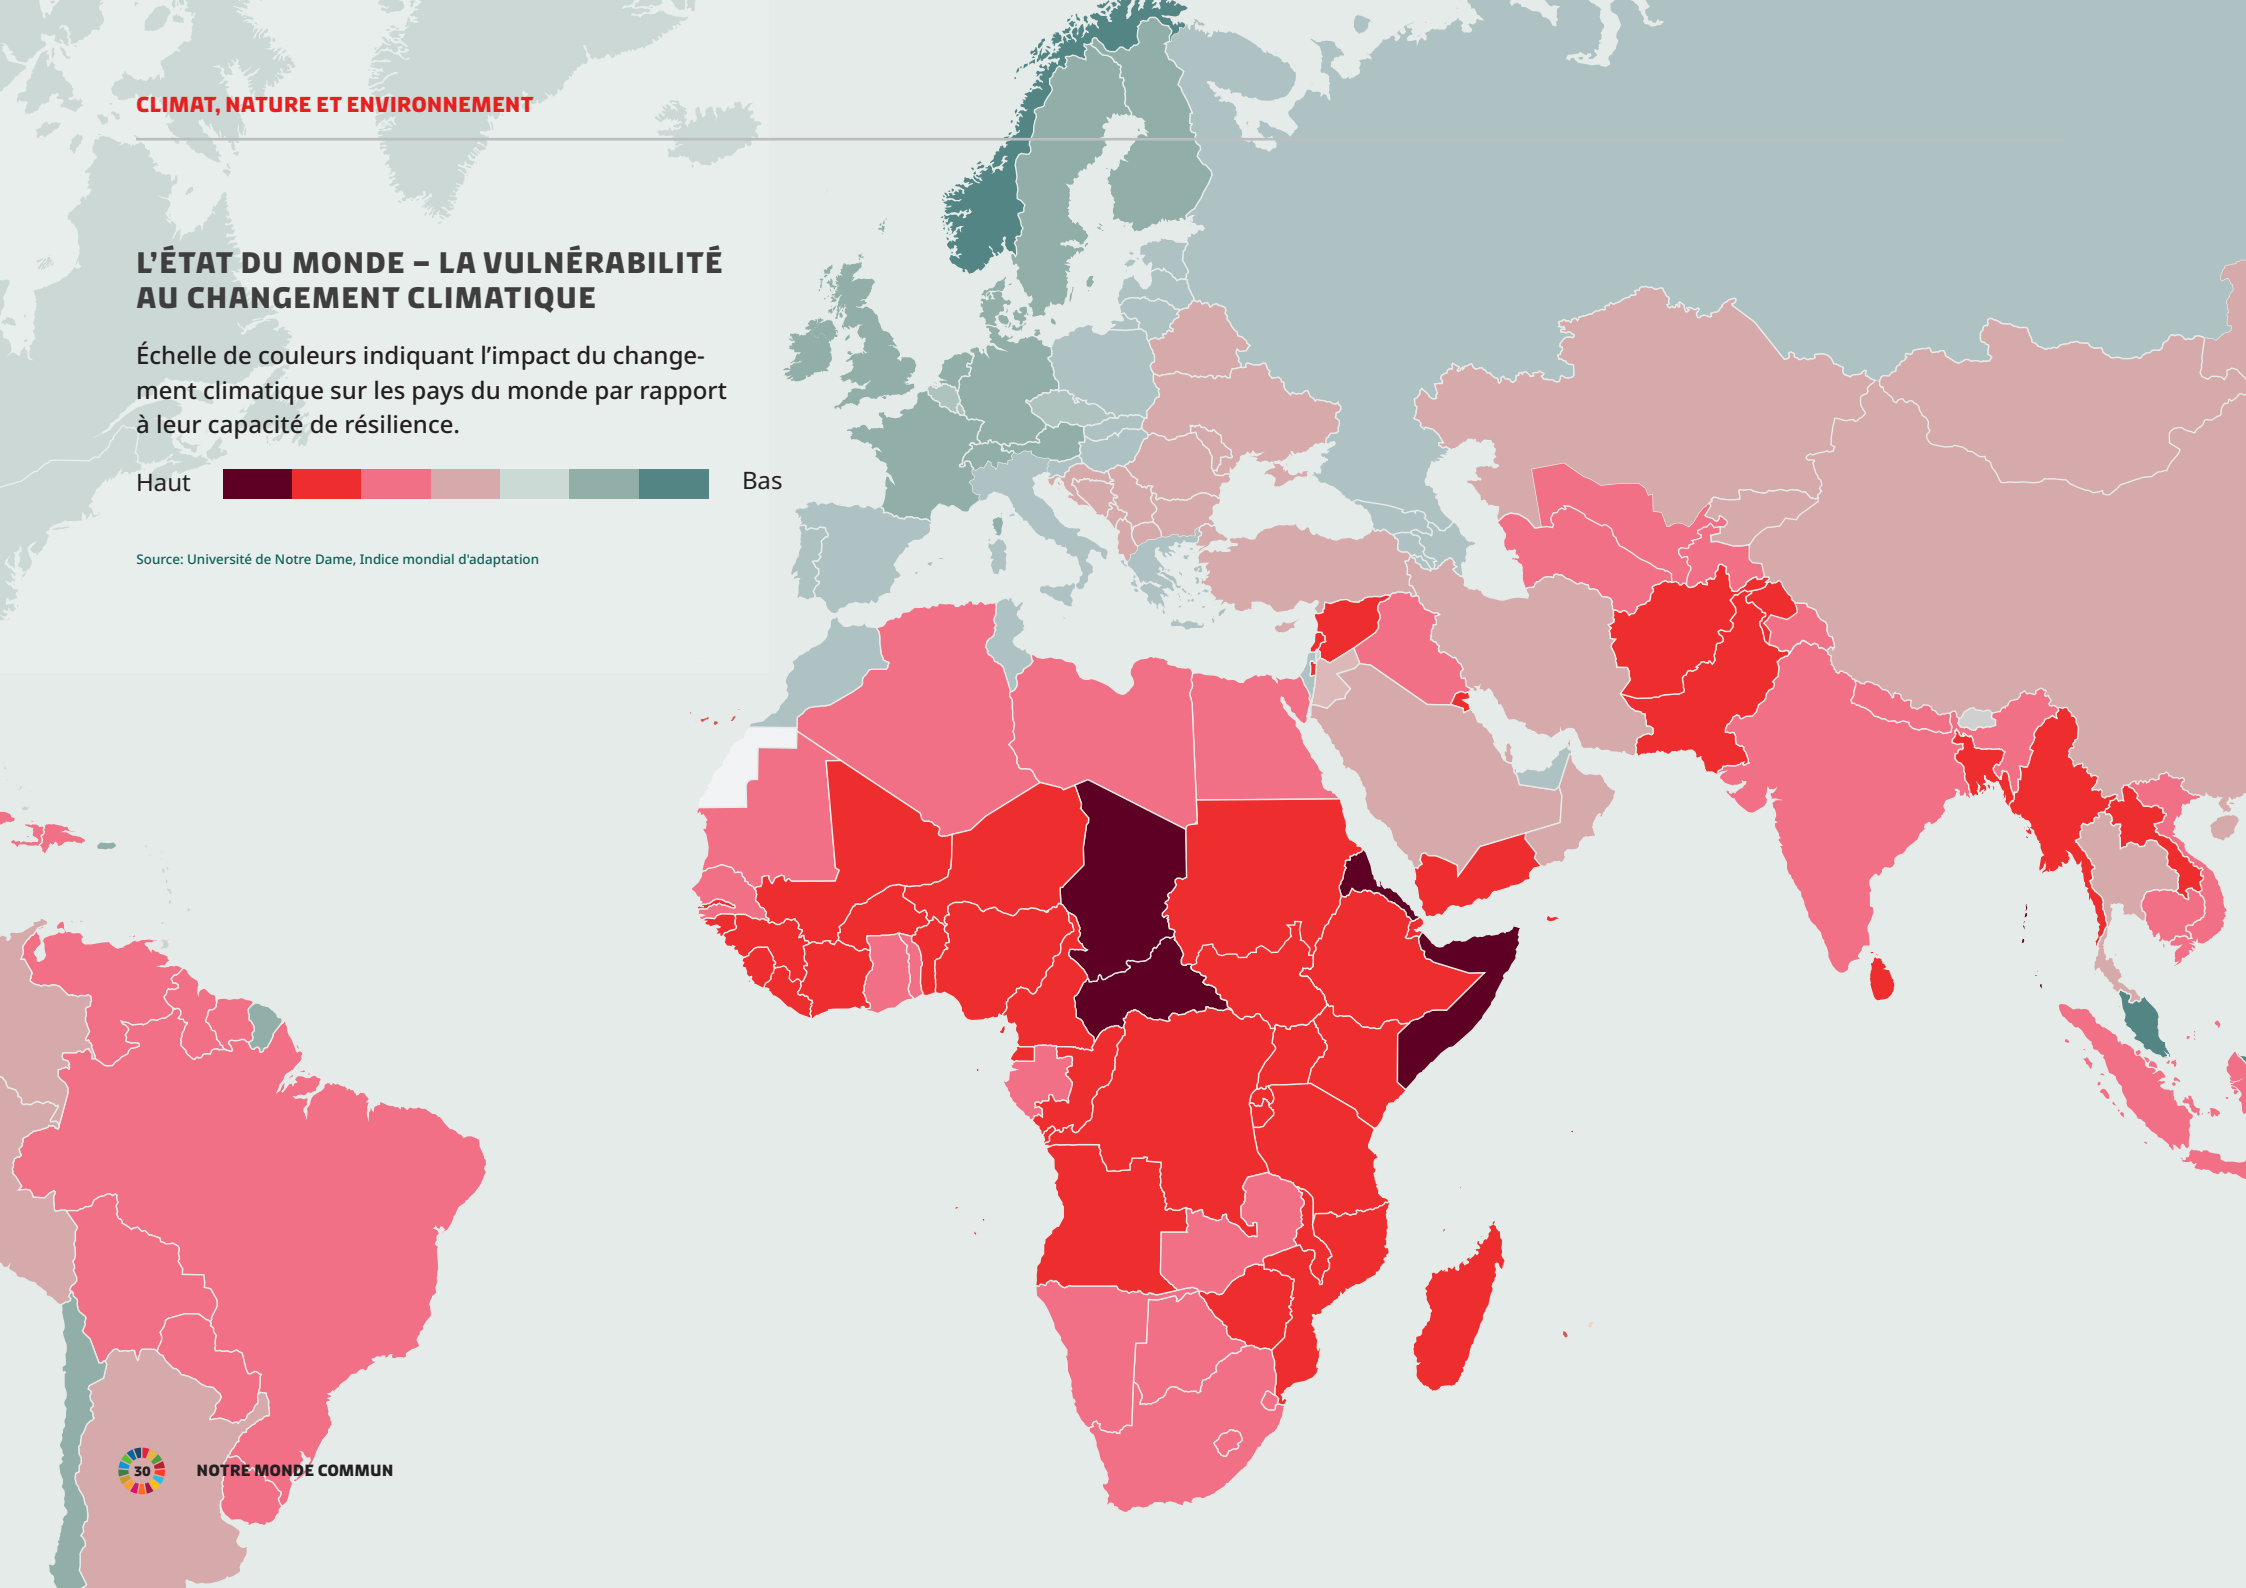 CLIMAT, NATURE ET ENVIRONNEMENT
L’ÉTAT DU MONDE – LA VULNÉRABILITÉ
AU CHANGEMENT CLIMATIQUE
Échelle de couleurs indiquant l’impact du change-
ment climatique sur les pays du monde par rapport
à leur capacité de résilience.
Haut
Bas
Source: Université de Notre Dame, Indice mondial d'adaptation
30
NOTRE MONDE COMMUN